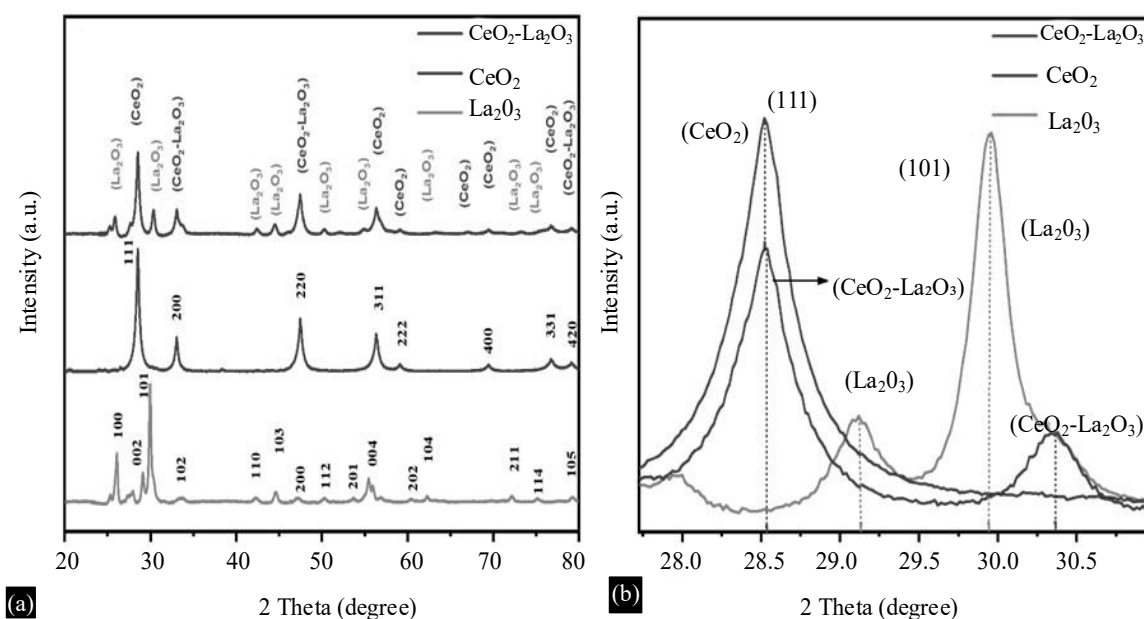 CeO₂-La₂O₃
CeO₂
La₂0₃
(La₂O₃)
(CeO₂)
(La₂O₃)
(CeO₂-La₂O₃)
(La₂O₃)
(La₂O₃)
(CeO₂-La₂O₃)
(La₂O₃)
(La₂O₃)
(CeO₂)
(CeO₂)
(La₂O₃)
(CeO₂)
(CeO₂)
(La₂O₃)
(La₂O₃)
(CeO₂)
(CeO₂-La₂O₃)
111
200
220
311
222
400
331
420
100
002
101
102
110
103
200
112
201
004
202
104
211
114
105
Intensity (a.u.)
20 30 40 50 60 70 80
2 Theta (degree)
(a)
CeO₂-La₂O₃
CeO₂
La₂0₃
(111)
(CeO₂)
(101)
(La₂0₃)
(CeO₂-La₂O₃)
(La₂0₃)
(CeO₂-La₂O₃)
Intensity (a.u.)
28.0 28.5 29.0 29.5 30.0 30.5
2 Theta (degree)
(b)